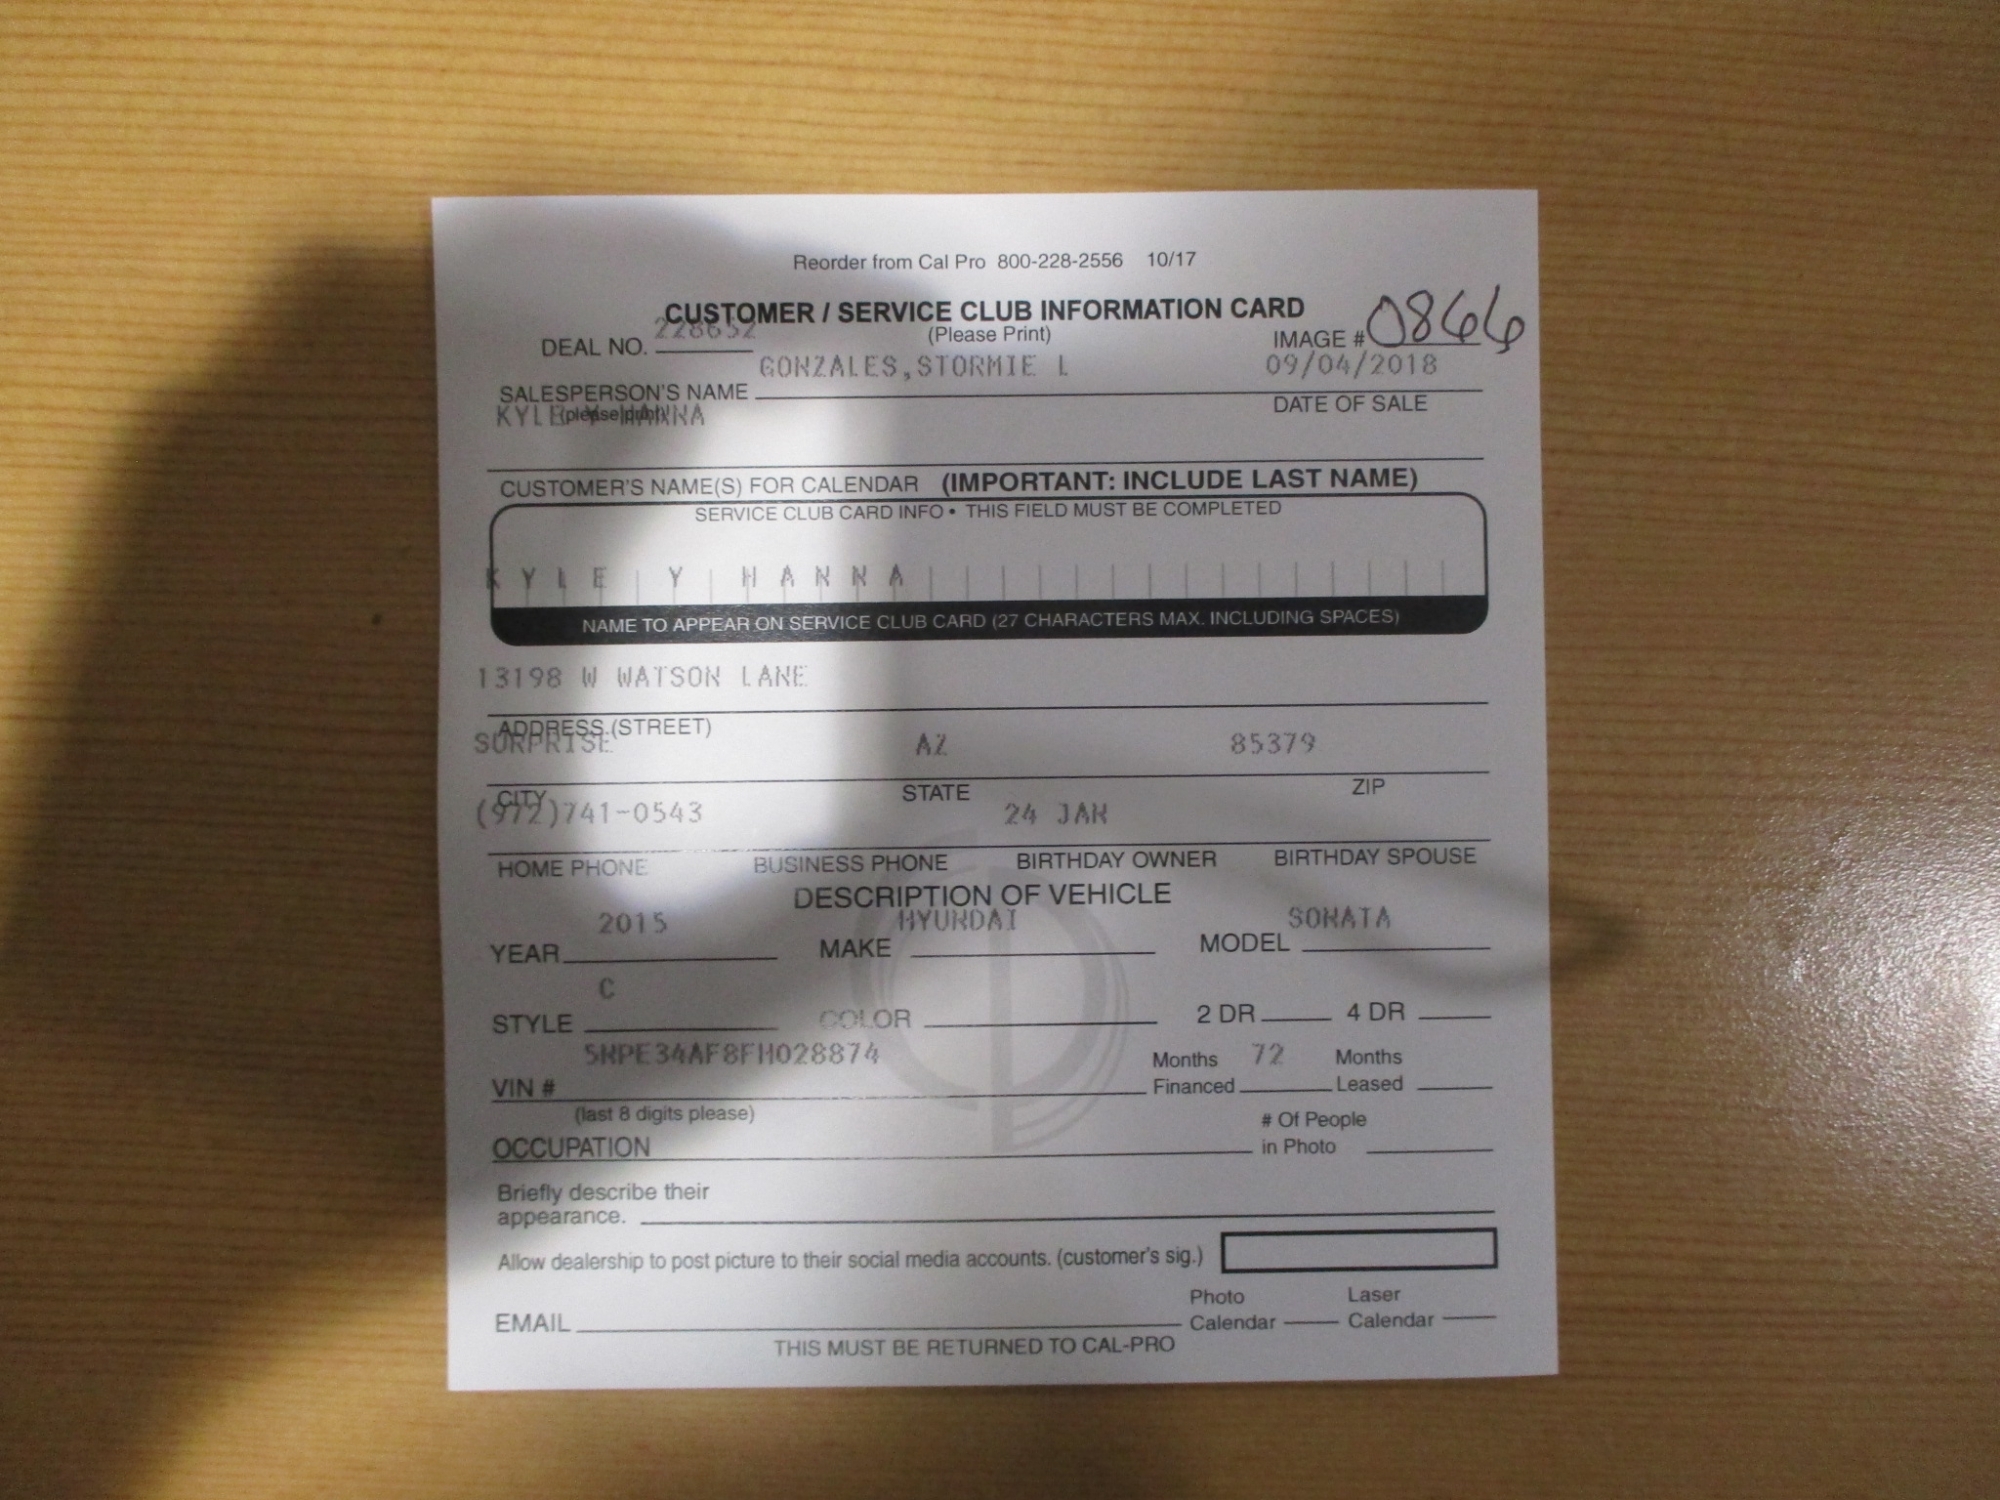 Reorder from Cal Pro 800-228-2556 10/17
CUSTOMER / SERVICE CLUB INFORMATION CARD
DEAL NO. 228652 (Please Print) IMAGE # 0866
GONZALES,STORMIE L 09/04/2018
SALESPERSON'S NAME DATE OF SALE
(please print)
KYLE Y HANNA
CUSTOMER'S NAME(S) FOR CALENDAR (IMPORTANT: INCLUDE LAST NAME)
SERVICE CLUB CARD INFO • THIS FIELD MUST BE COMPLETED
KYLE Y HANNA
NAME TO APPEAR ON SERVICE CLUB CARD (27 CHARACTERS MAX. INCLUDING SPACES)
13198 W WATSON LANE
ADDRESS (STREET)
SURPRISE AZ 85379
CITY STATE ZIP
(972)741-0543 24 JAN
HOME PHONE BUSINESS PHONE BIRTHDAY OWNER BIRTHDAY SPOUSE
DESCRIPTION OF VEHICLE
2015 HYUNDAI SONATA
YEAR MAKE MODEL
C
STYLE COLOR 2 DR 4 DR
5NPE34AF8FH028874 Months 72 Months
VIN # Financed Leased
(last 8 digits please) # Of People
OCCUPATION in Photo
Briefly describe their
appearance.
Allow dealership to post picture to their social media accounts. (customer's sig.)
Photo Laser
EMAIL Calendar Calendar
THIS MUST BE RETURNED TO CAL-PRO